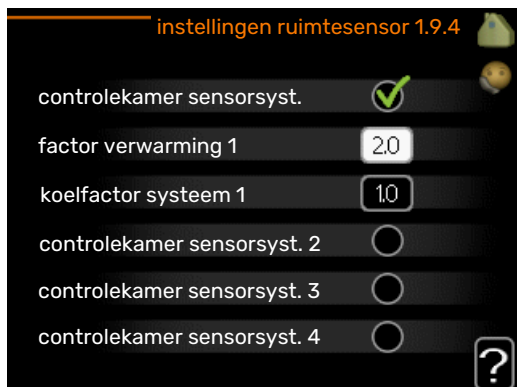 instellingen ruimtesensor 1.9.4
controlekamer sensorsyst.
factor verwarming 1 2.0
koelfactor systeem 1 1.0
controlekamer sensorsyst. 2
controlekamer sensorsyst. 3
controlekamer sensorsyst. 4
?